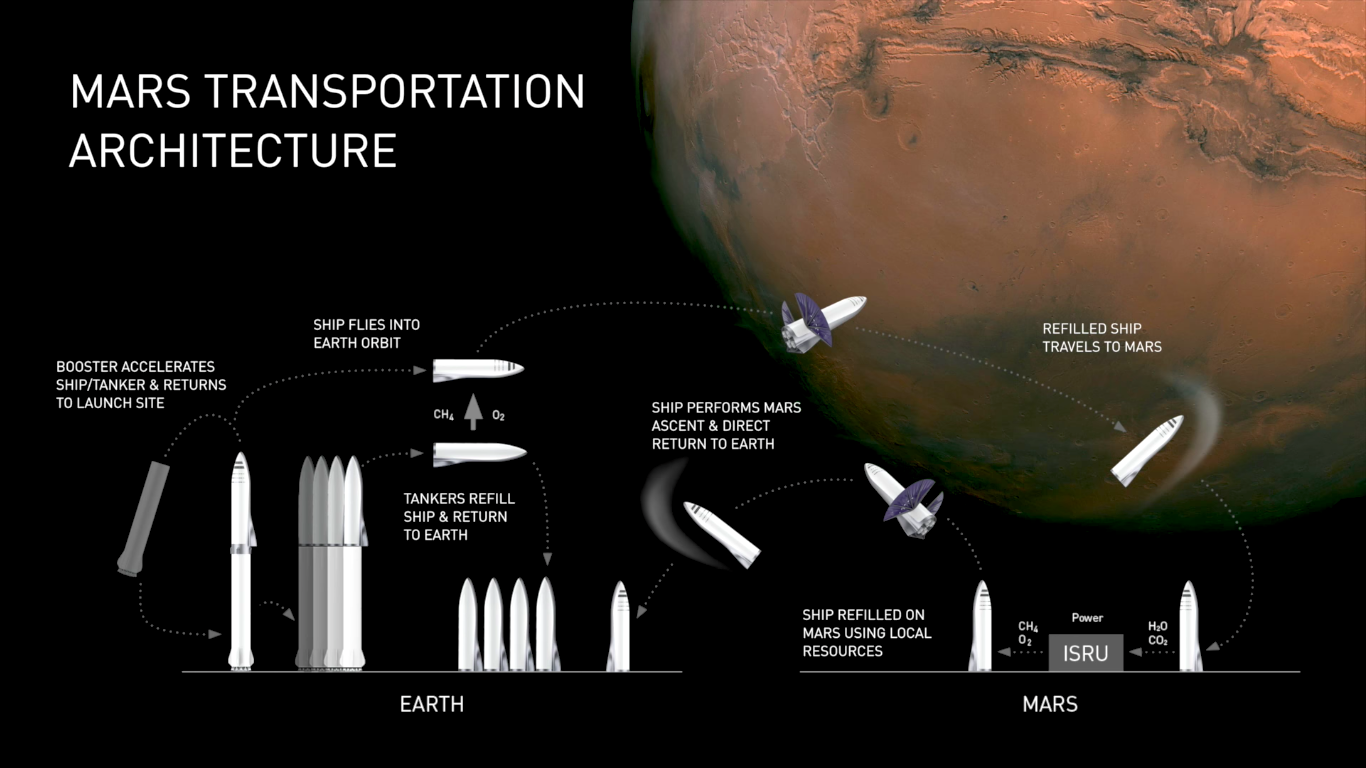 MARS TRANSPORTATION
ARCHITECTURE
SHIP FLIES INTO
EARTH ORBIT
BOOSTER ACCELERATES
SHIP/TANKER & RETURNS
TO LAUNCH SITE
CH₄
O₂
TANKERS REFILL
SHIP & RETURN
TO EARTH
SHIP PERFORMS MARS
ASCENT & DIRECT
RETURN TO EARTH
REFILLED SHIP
TRAVELS TO MARS
SHIP REFILLED ON
MARS USING LOCAL
RESOURCES
CH₄
O₂
Power
ISRU
H₂O
CO₂
EARTH
MARS